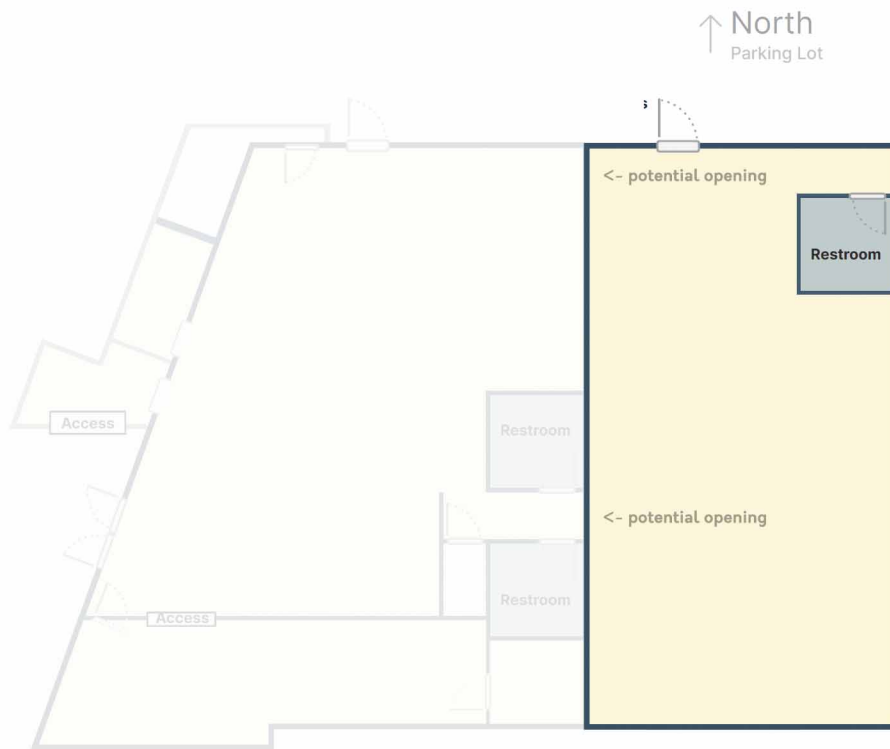 North
Parking Lot
s
<- potential opening
Restroom
Access
Restroom
<- potential opening
Restroom
Access